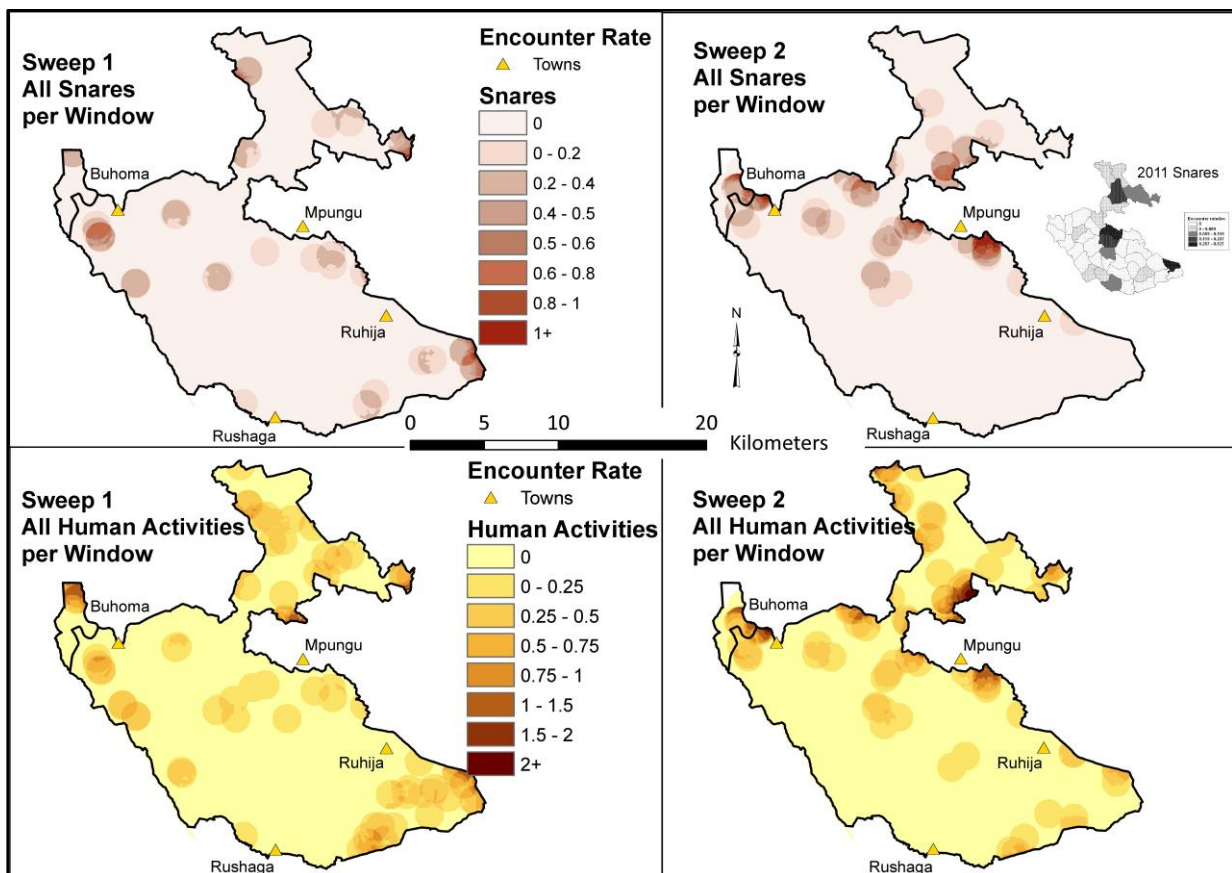 Sweep 1
All Snares
per Window
Encounter Rate
Towns
Snares
0
0 - 0.2
0.2 - 0.4
0.4 - 0.5
0.5 - 0.6
0.6 - 0.8
0.8 - 1
1+
Buhoma
Mpungu
Ruhija
Rushaga
Sweep 2
All Snares
per Window
Buhoma
Mpungu
Ruhija
Rushaga
N
2011 Snares
Encounter rates
0
0 5 10 20
Kilometers
Sweep 1
All Human Activities
per Window
Encounter Rate
Towns
Human Activities
0
0 - 0.25
0.25 - 0.5
0.5 - 0.75
0.75 - 1
1 - 1.5
1.5 - 2
2+
Buhoma
Mpungu
Ruhija
Rushaga
Sweep 2
All Human Activities
per Window
Buhoma
Mpungu
Ruhija
Rushaga